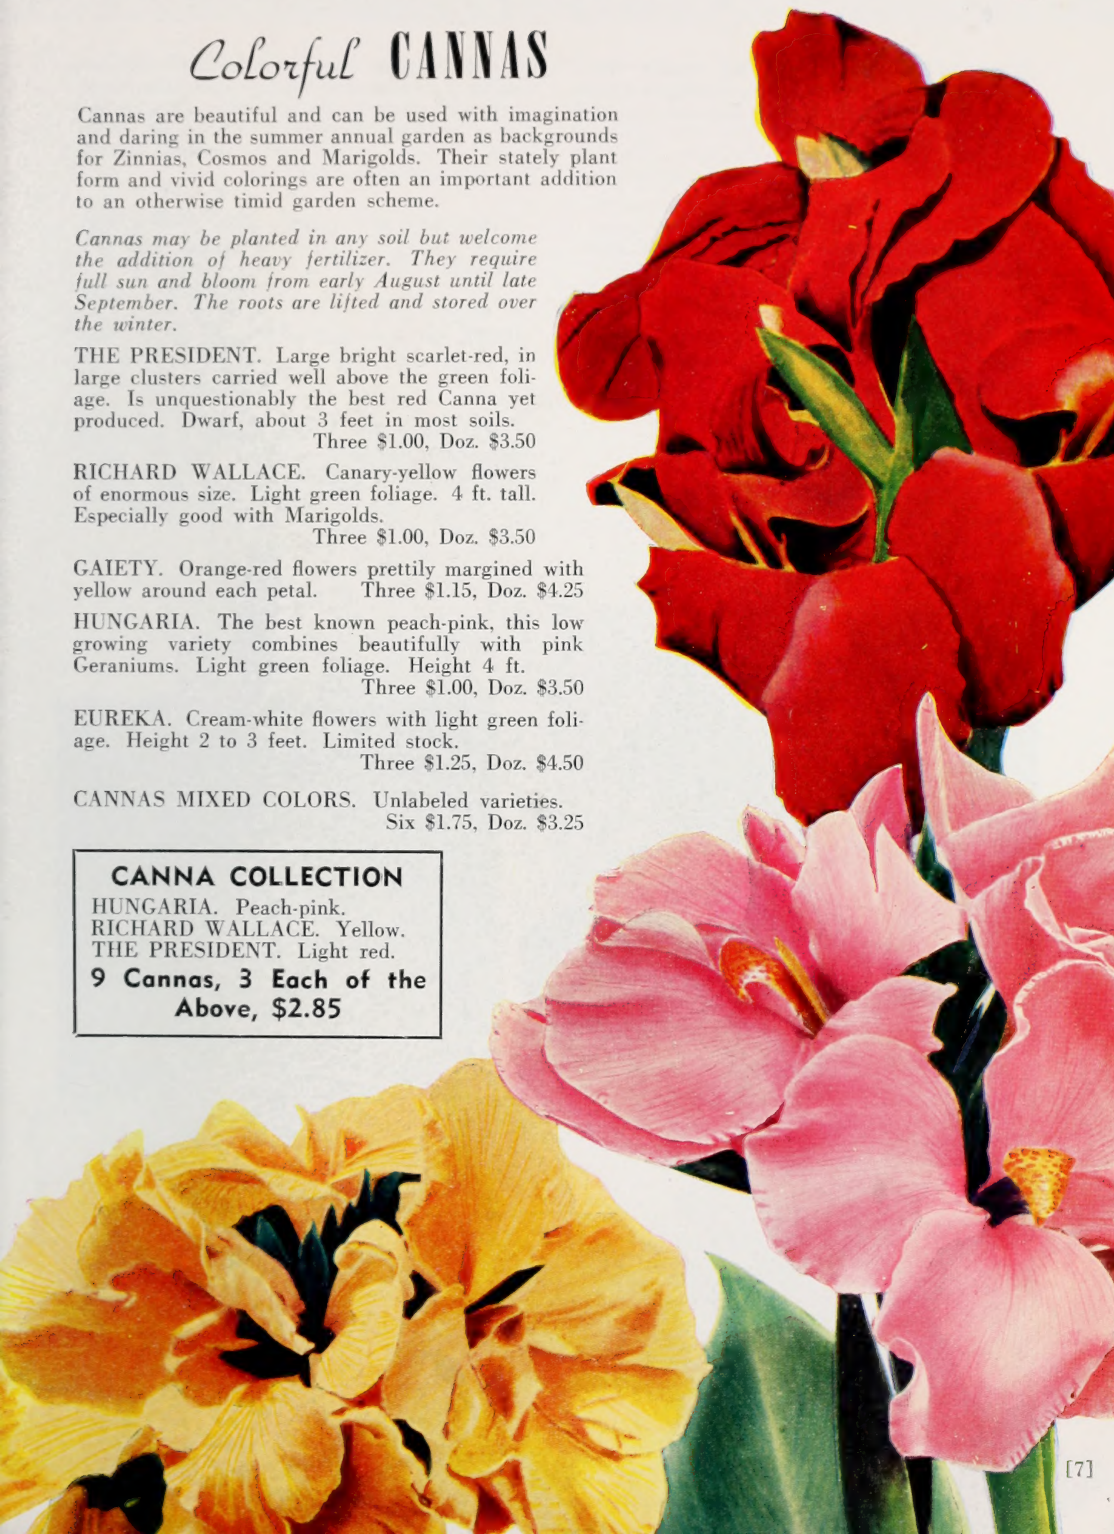 Colorful CANNAS
Cannas are beautiful and can be used with imagination
and daring in the summer annual garden as backgrounds
for Zinnias, Cosmos and Marigolds. Their stately plant
form and vivid colorings are often an important addition
to an otherwise timid garden scheme.
Cannas may be planted in any soil but welcome
the addition of heavy fertilizer. They require
full sun and bloom from early August until late
September. The roots are lifted and stored over
the winter.
THE PRESIDENT. Large bright scarlet-red, in
large clusters carried well above the green foli-
age. Is unquestionably the best red Canna yet
produced. Dwarf, about 3 feet in most soils.
Three $1.00, Doz. $3.50
RICHARD WALLACE. Canary-yellow flowers
of enormous size. Light green foliage. 4 ft. tall.
Especially good with Marigolds.
Three $1.00, Doz. $3.50
GAIETY. Orange-red flowers prettily margined with
yellow around each petal. Three $1.15, Doz. $4.25
HUNGARIA. The best known peach-pink, this low
growing variety combines beautifully with pink
Geraniums. Light green foliage. Height 4 ft.
Three $1.00, Doz. $3.50
EUREKA. Cream-white flowers with light green foli-
age. Height 2 to 3 feet. Limited stock.
Three $1.25, Doz. $4.50
CANNAS MIXED COLORS. Unlabeled varieties.
Six $1.75, Doz. $3.25
CANNA COLLECTION
HUNGARIA. Peach-pink.
RICHARD WALLACE. Yellow.
THE PRESIDENT. Light red.
9 Cannas, 3 Each of the
Above, $2.85
[7]